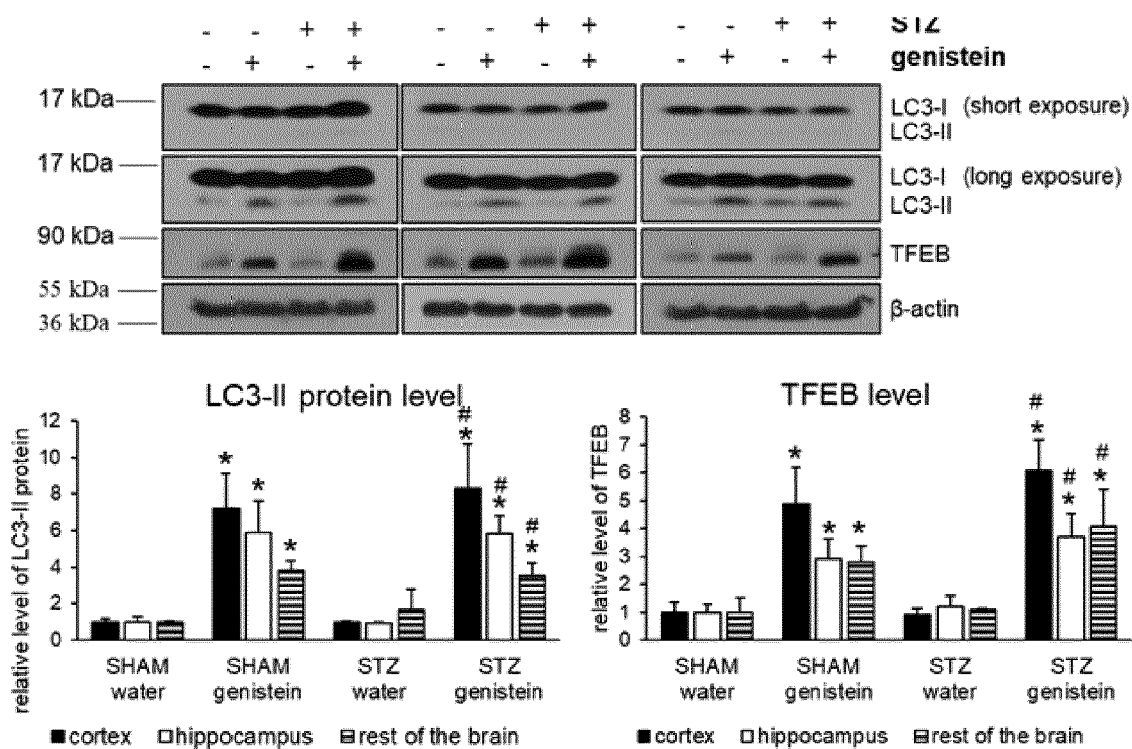 - - + + - - + + - - + + STZ
- + - + - + - + - + - + genistein
17 kDa LC3-I (short exposure)
LC3-II
17 kDa LC3-I (long exposure)
LC3-II
90 kDa TFEB
55 kDa
36 kDa β-actin
LC3-II protein level
relative level of LC3-II protein
12
10
8
6
4
2
0
* * * #* #* #*
SHAM water
SHAM genistein
STZ water
STZ genistein
cortex hippocampus rest of the brain
TFEB level
relative level of TFEB
8
7
6
5
4
3
2
1
0
* * * #* #* #*
SHAM water
SHAM genistein
STZ water
STZ genistein
cortex hippocampus rest of the brain